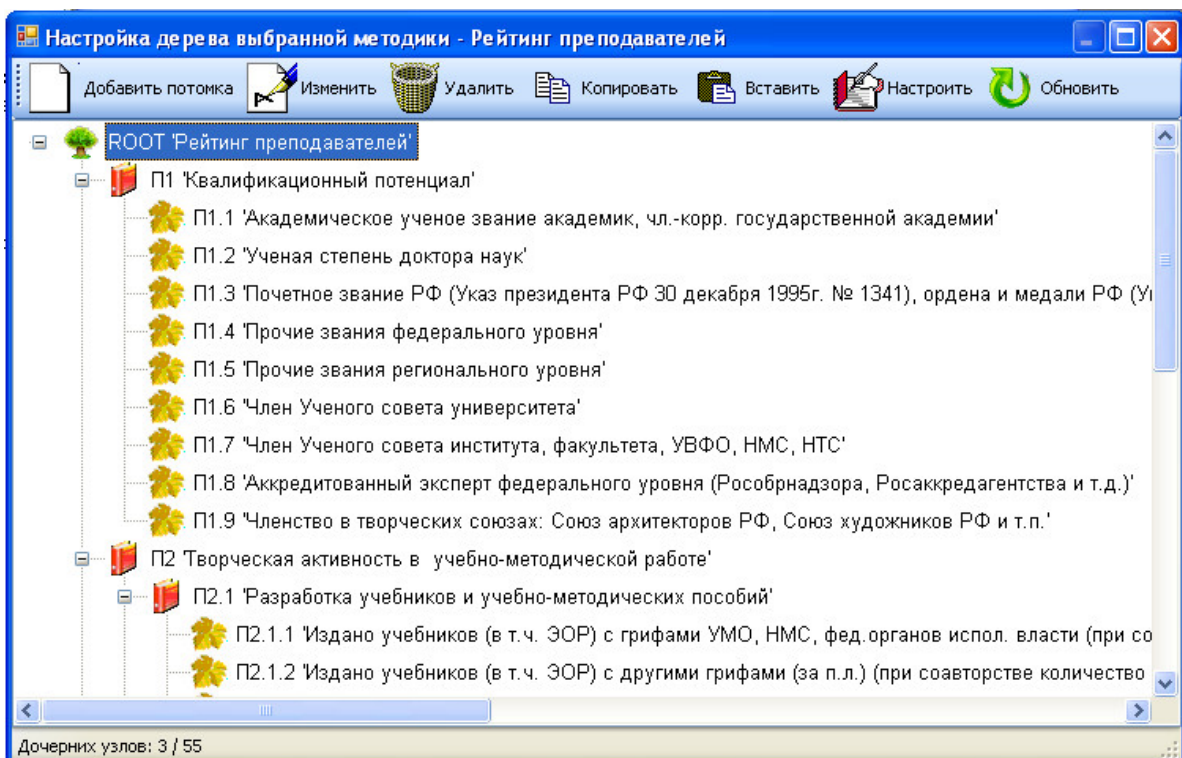 Настройка дерева выбранной методики - Рейтинг преподавателей
Добавить потомка Изменить Удалить Копировать Вставить Настроить Обновить
ROOT 'Рейтинг преподавателей'
П1 'Квалификационный потенциал'
П1.1 'Академическое ученое звание академик, чл.-корр. государственной академии'
П1.2 'Ученая степень доктора наук'
П1.3 'Почетное звание РФ (Указ президента РФ 30 декабря 1995г. № 1341), ордена и медали РФ (У
П1.4 'Прочие звания федерального уровня'
П1.5 'Прочие звания регионального уровня'
П1.6 'Член Ученого совета университета'
П1.7 'Член Ученого совета института, факультета, УВФО, НМС, НТС'
П1.8 'Аккредитованный эксперт федерального уровня (Рособрнадзора, Росаккредагентства и т.д.)'
П1.9 'Членство в творческих союзах: Союз архитекторов РФ, Союз художников РФ и т.п.'
П2 'Творческая активность в учебно-методической работе'
П2.1 'Разработка учебников и учебно-методических пособий'
П2.1.1 'Издано учебников (в т.ч. ЭОР) с грифами УМО, НМС, фед.органов испол. власти (при со
П2.1.2 'Издано учебников (в т.ч. ЭОР) с другими грифами (за п.л.) (при соавторстве количество
Дочерних узлов: 3 / 55